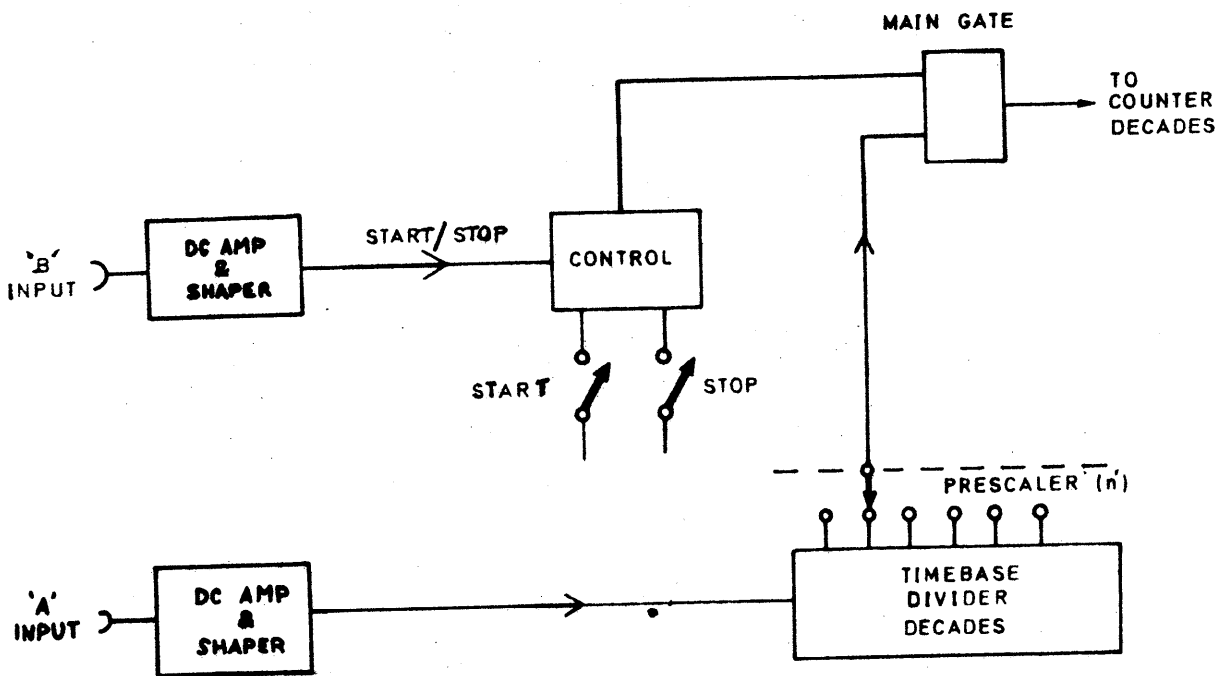 MAIN GATE
TO
COUNTER
DECADES
'B'
INPUT
DC AMP
&
SHAPER
START/STOP
CONTROL
START
STOP
PRESCALER (n')
'A'
INPUT
DC AMP
&
SHAPER
TIMEBASE
DIVIDER
DECADES